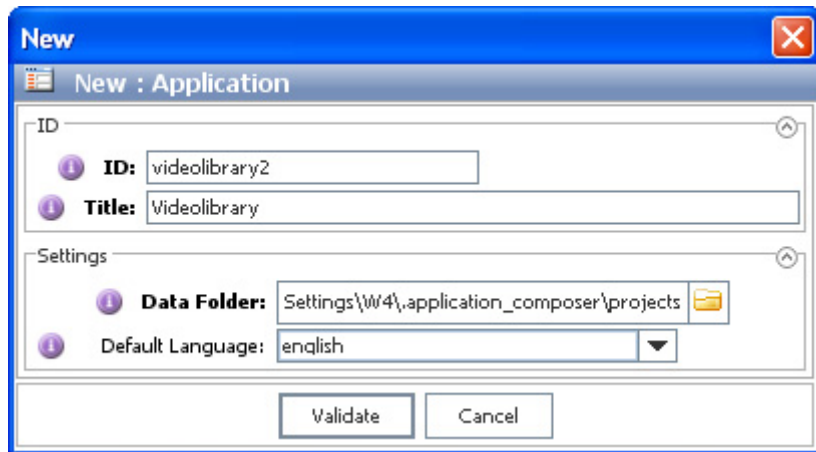 New
New : Application
ID
ID: videolibrary2
Title: Videolibrary
Settings
Data Folder: Settings\W4\.application_composer\projects
Default Language: english
Validate Cancel